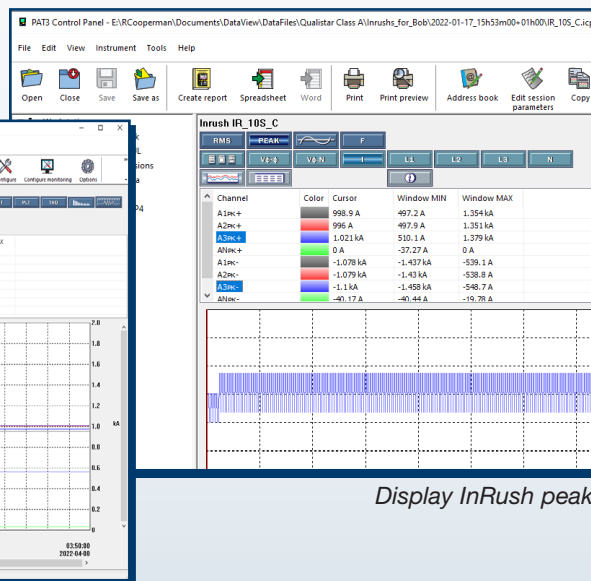 PAT3 Control Panel - E:\RCooperman\Documents\DataView\DataFiles\Qualistar Class A\Inrushs_for_Bob\2022-01-17_15h53m00+01h00\IR_10S_C.icp
File Edit View Instrument Tools Help
Open Close Save Save as Create report Spreadsheet Word Print Print preview Address book Edit session parameters Copy
Inrush IR_10S_C
RMS PEAK F
Vφ-φ Vφ-N I L1 L2 L3 N
Channel Color Cursor Window MIN Window MAX
A1PK+ 998.9 A 497.2 A 1.354 kA
A2PK+ 996 A 497.9 A 1.351 kA
A3PK+ 1.021 kA 510.1 A 1.379 kA
ANPK+ 0 A -37.27 A 0 A
A1PK- -1.078 kA -1.437 kA -539.1 A
A2PK- -1.079 kA -1.43 kA -538.8 A
A3PK- -1.1 kA -1.458 kA -548.7 A
ANPK- -40.17 A -40.44 A -19.78 A
Configure monitoring Options
PLT THD
2.0
1.8
1.6
1.4
1.2
1.0 kA
0.8
0.6
0.4
0.2
0
03:50:00
Display InRush peak